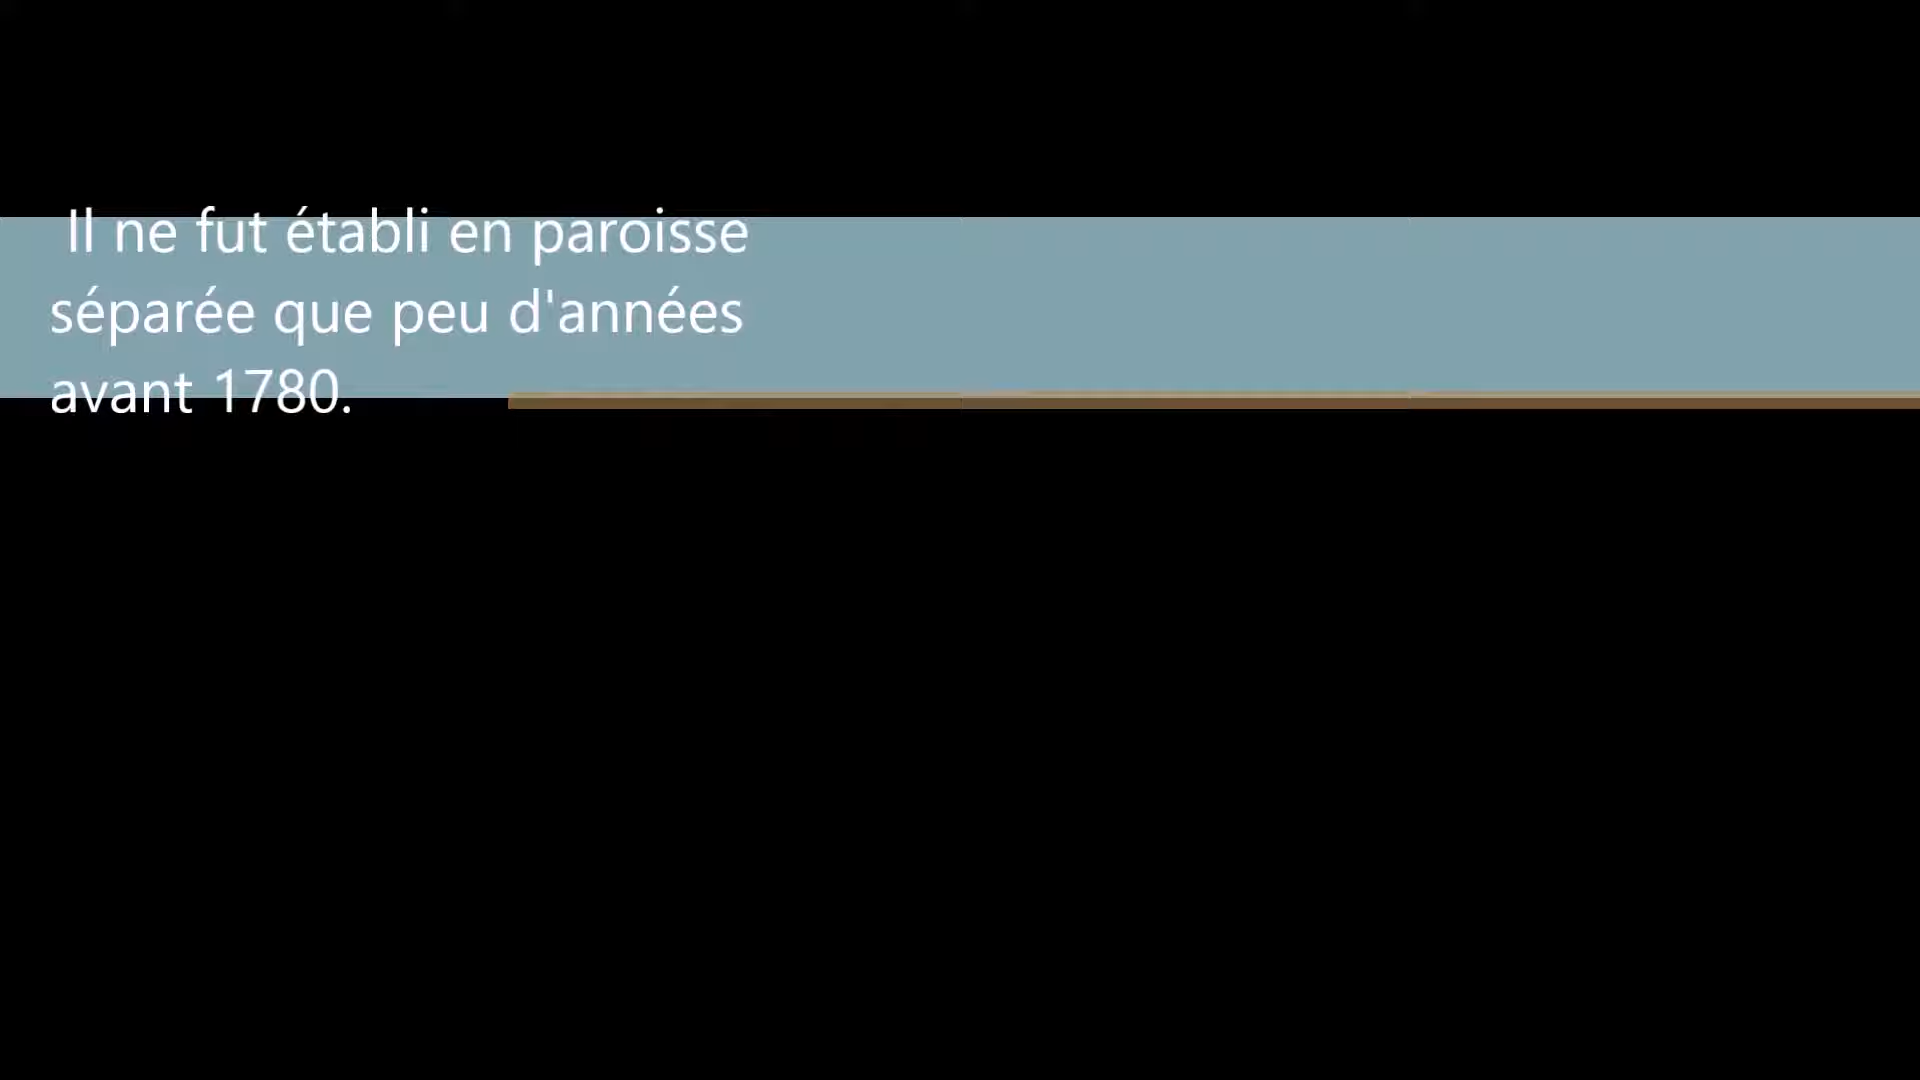 Il ne fut établi en paroisse
séparée que peu d'années
avant 1780.